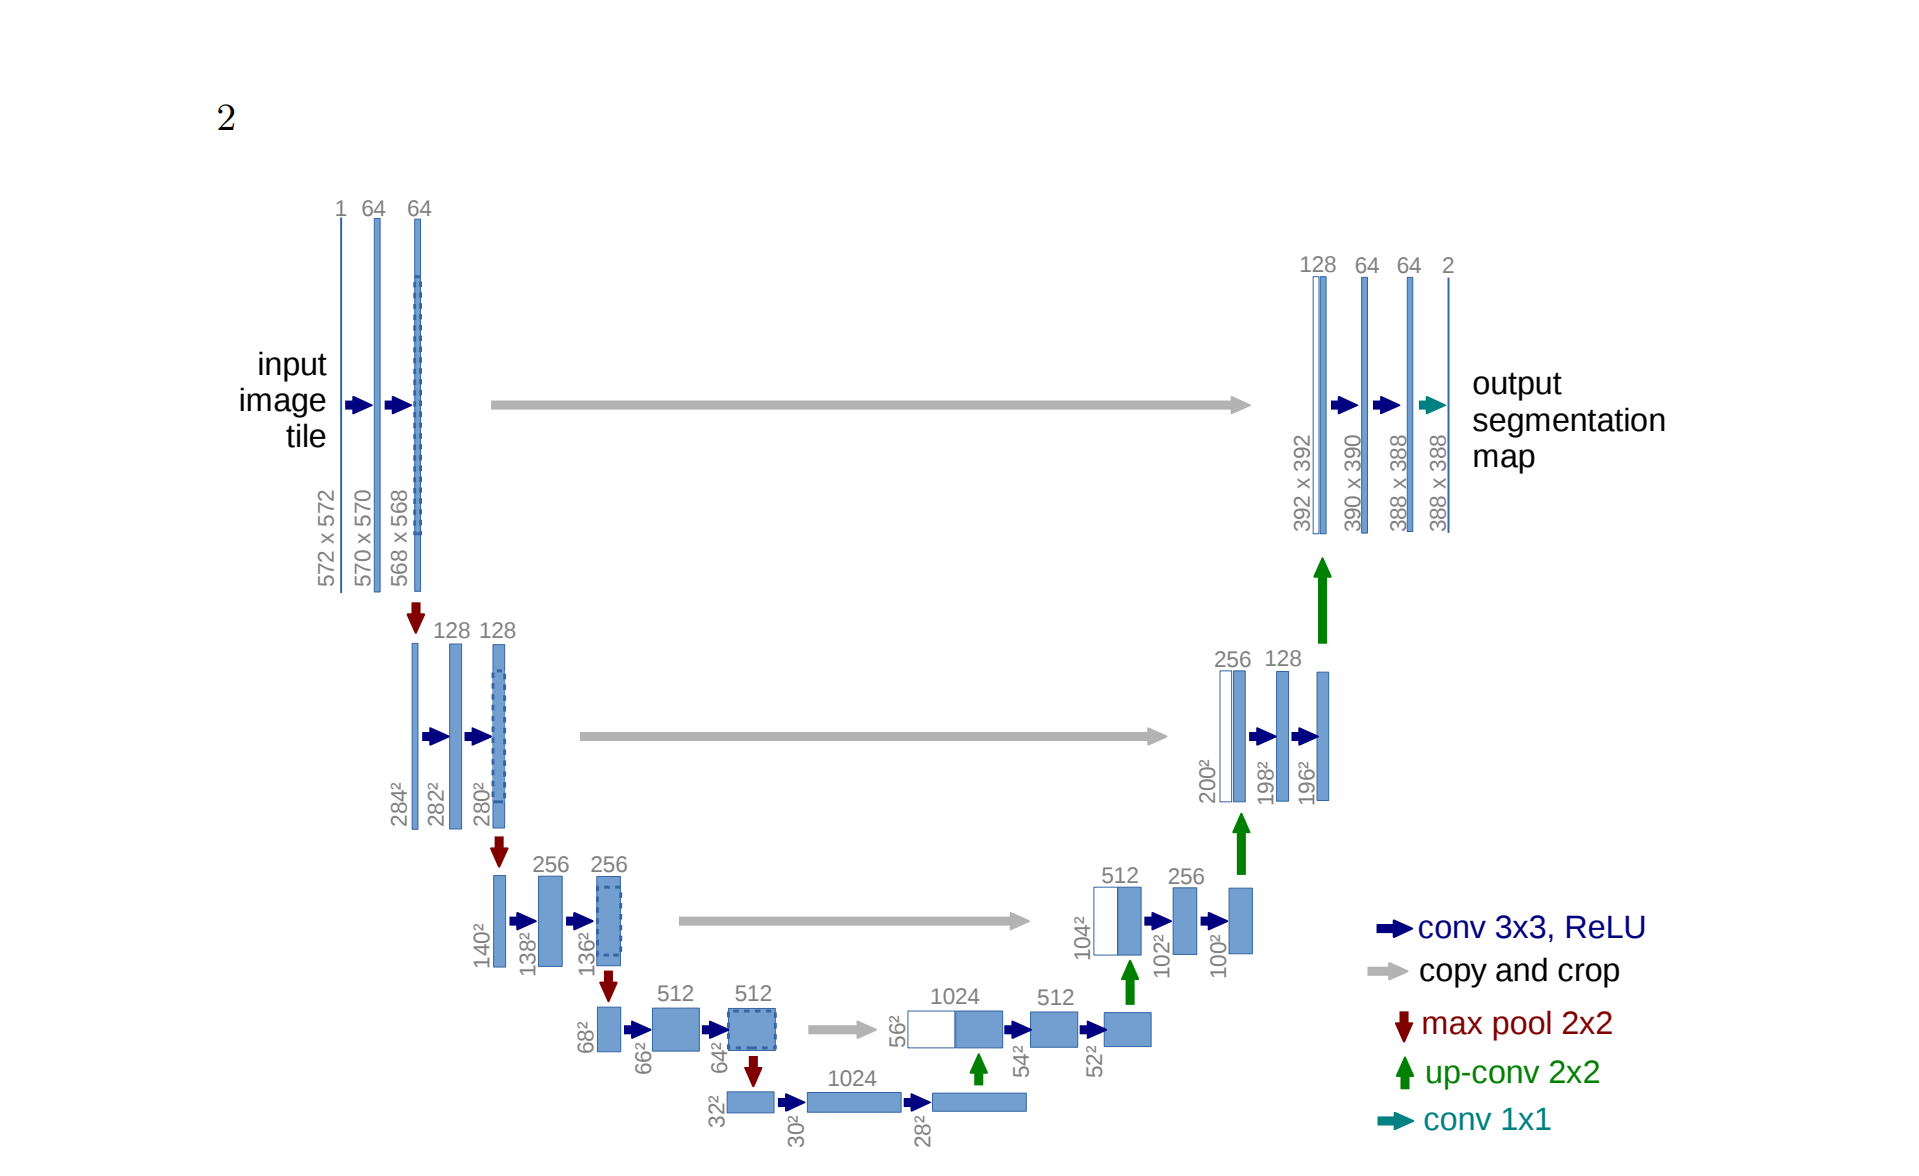 2
1 64 64
128 64 64 2
input
image
tile
output
segmentation
map
572 x 572
570 x 570
568 x 568
392 x 392
390 x 390
388 x 388
388 x 388
128 128
256 128
284²
282²
280²
200²
198²
196²
256 256
512 256
140²
138²
136²
104²
102²
100²
conv 3x3, ReLU
copy and crop
max pool 2x2
up-conv 2x2
conv 1x1
512 512
1024 512
68²
66²
64²
56²
54²
52²
1024
32²
30²
28²